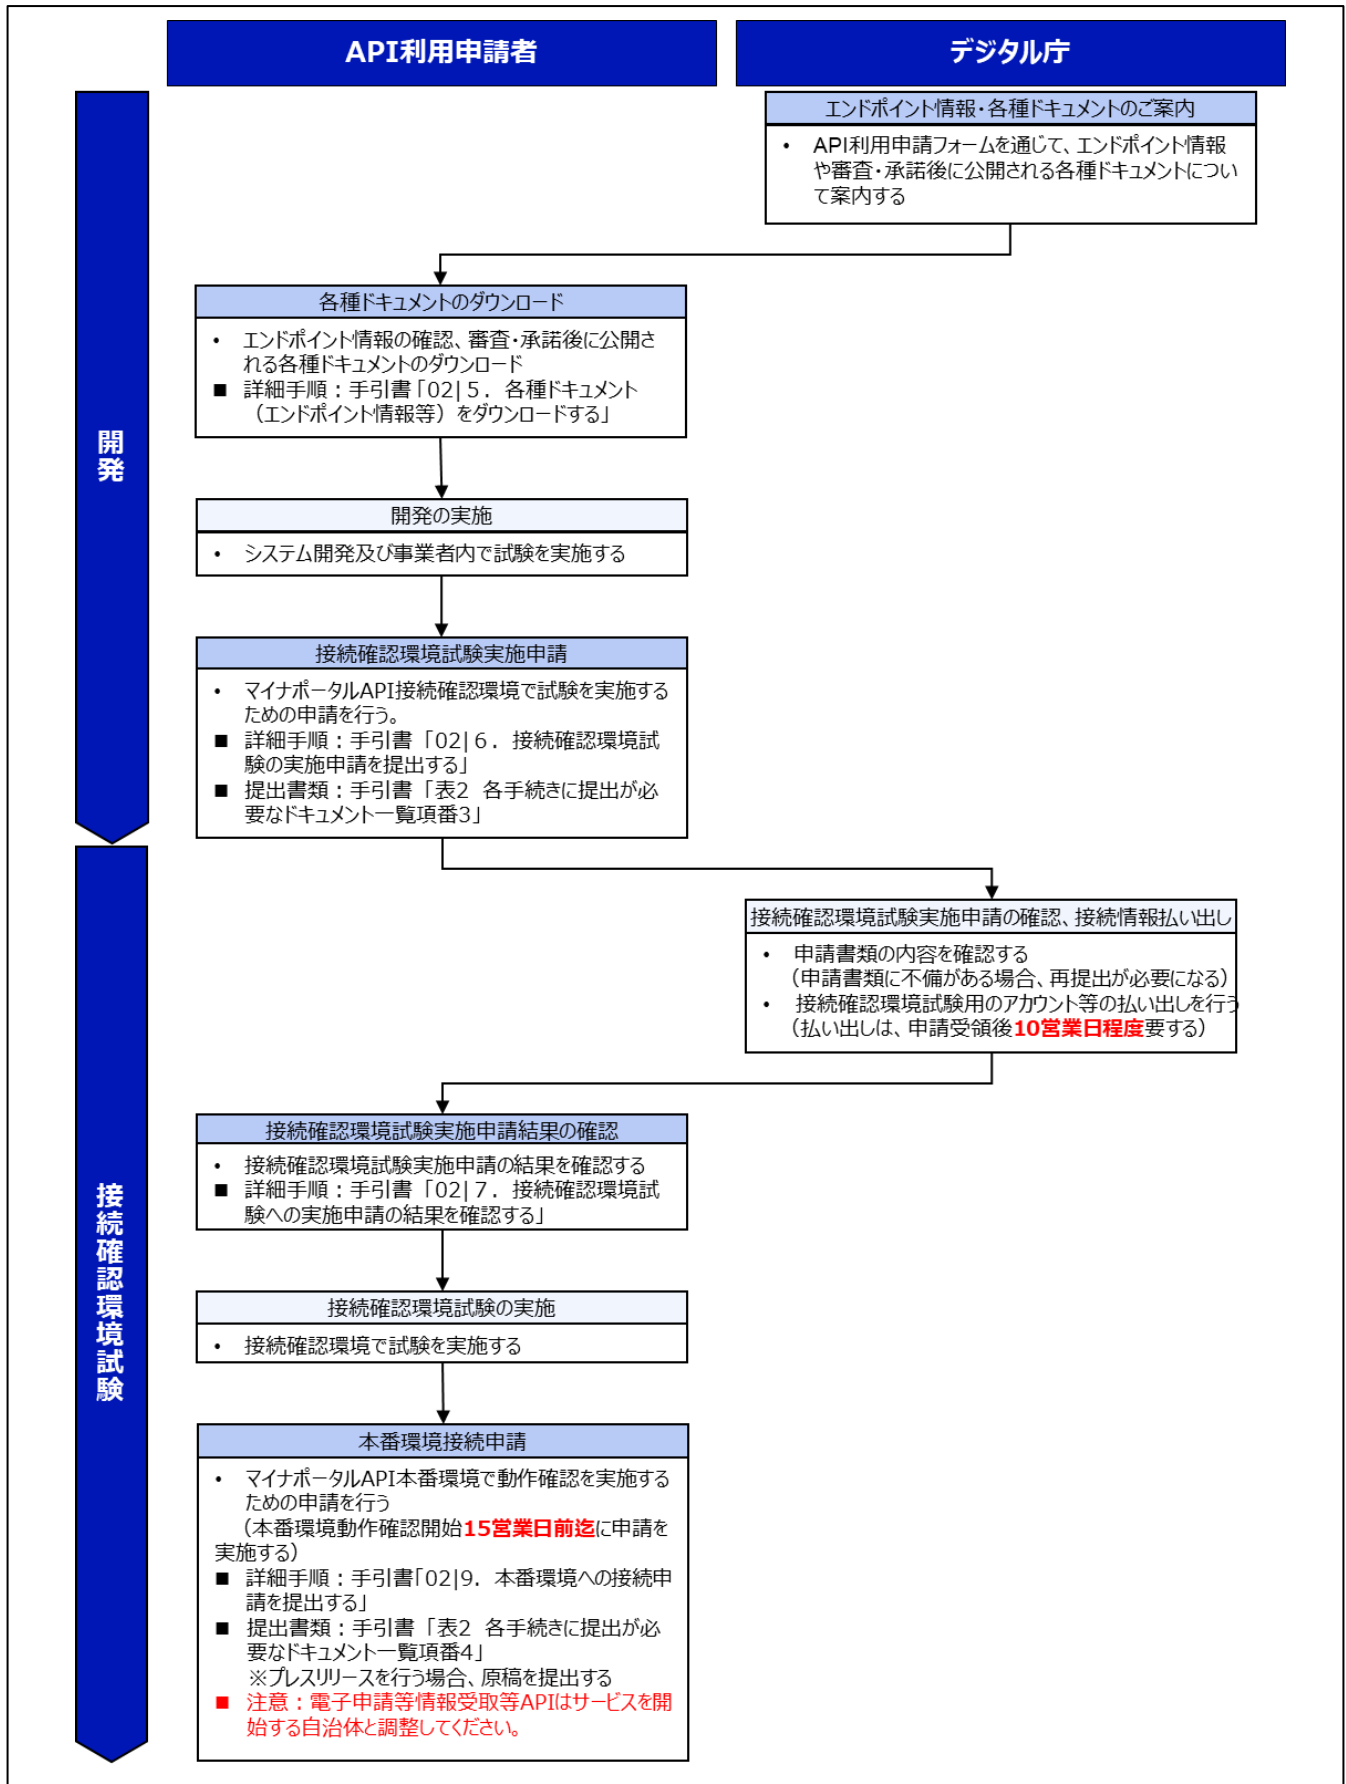 API利用申請者
デジタル庁
開発
エンドポイント情報・各種ドキュメントのご案内
• API利用申請フォームを通じて、エンドポイント情報
や審査・承諾後に公開される各種ドキュメントについ
て案内する
各種ドキュメントのダウンロード
• エンドポイント情報の確認、審査・承諾後に公開さ
れる各種ドキュメントのダウンロード
■ 詳細手順：手引書「02|５．各種ドキュメント
（エンドポイント情報等）をダウンロードする」
開発の実施
• システム開発及び事業者内で試験を実施する
接続確認環境試験実施申請
• マイナポータルAPI接続確認環境で試験を実施する
ための申請を行う。
■ 詳細手順：手引書「02|６．接続確認環境試
験の実施申請を提出する」
■ 提出書類：手引書「表2 各手続きに提出が必
要なドキュメント一覧項番3」
接続確認環境試験
接続確認環境試験実施申請の確認、接続情報払い出し
• 申請書類の内容を確認する
（申請書類に不備がある場合、再提出が必要になる）
• 接続確認環境試験用のアカウント等の払い出しを行う
（払い出しは、申請受領後10営業日程度要する）
接続確認環境試験実施申請結果の確認
• 接続確認環境試験実施申請の結果を確認する
■ 詳細手順：手引書「02|７．接続確認環境試
験への実施申請の結果を確認する」
接続確認環境試験の実施
• 接続確認環境で試験を実施する
本番環境接続申請
• マイナポータルAPI本番環境で動作確認を実施する
ための申請を行う
（本番環境動作確認開始15営業日前迄に申請を
実施する）
■ 詳細手順：手引書「02|9．本番環境への接続申
請を提出する」
■ 提出書類：手引書「表2 各手続きに提出が必
要なドキュメント一覧項番4」
※プレスリリースを行う場合、原稿を提出する
■ 注意：電子申請等情報受取等APIはサービスを開
始する自治体と調整してください。